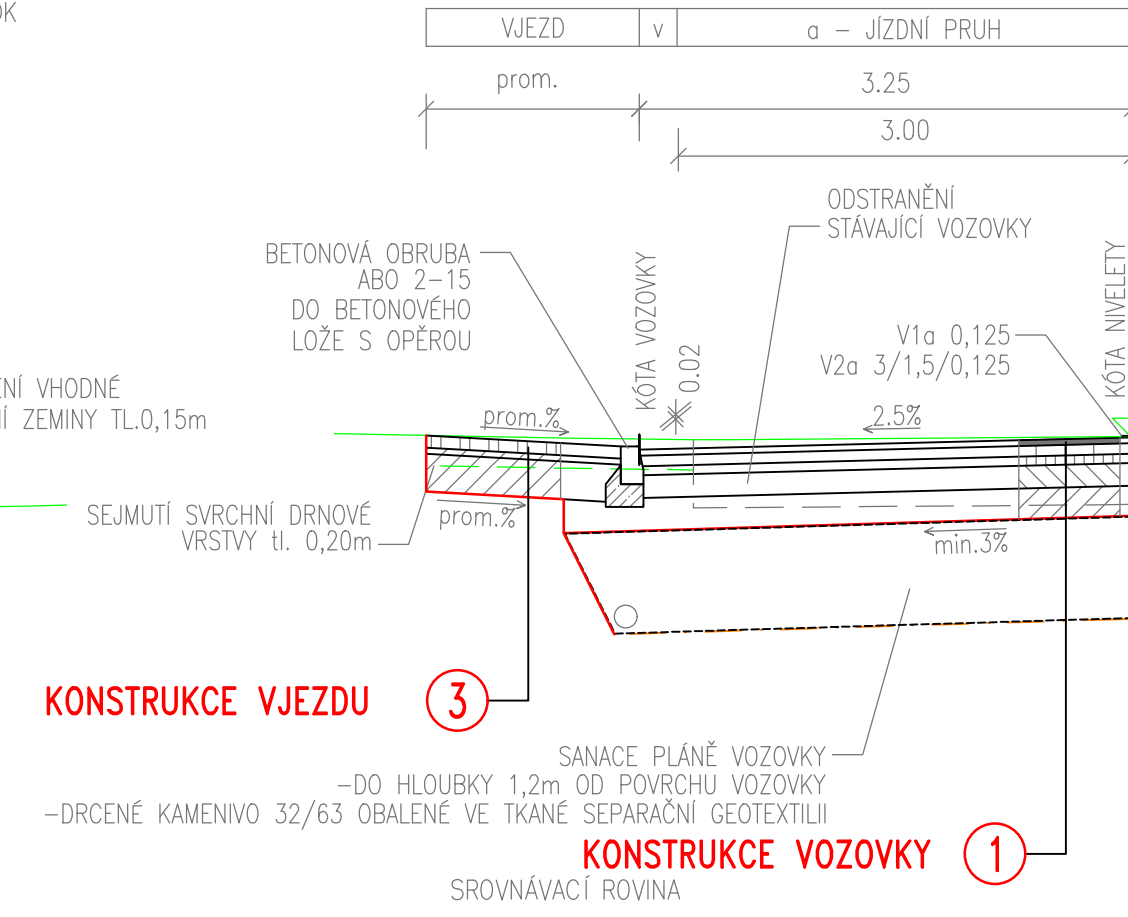 VJEZD
v
a – JÍZDNÍ PRUH
prom.
3.25
3.00
ODSTRANĚNÍ
STÁVAJÍCÍ VOZOVKY
BETONOVÁ OBRUBA
ABO 2–15
DO BETONOVÉHO
LOŽE S OPĚROU
KÓTA VOZOVKY
0.02
V1a 0,125
V2a 3/1,5/0,125
KÓTA NIVELETY
ENÍ VHODNÉ
NÍ ZEMINY TL.0,15m
prom.%
2.5%
SEJMUTÍ SVRCHNÍ DRNOVÉ
VRSTVY tl. 0,20m
prom.%
min.3%
KONSTRUKCE VJEZDU
3
SANACE PLÁNĚ VOZOVKY
–DO HLOUBKY 1,2m OD POVRCHU VOZOVKY
–DRCENÉ KAMENIVO 32/63 OBALENÉ VE TKANÉ SEPARAČNÍ GEOTEXTILII
KONSTRUKCE VOZOVKY
1
SROVNÁVACÍ ROVINA